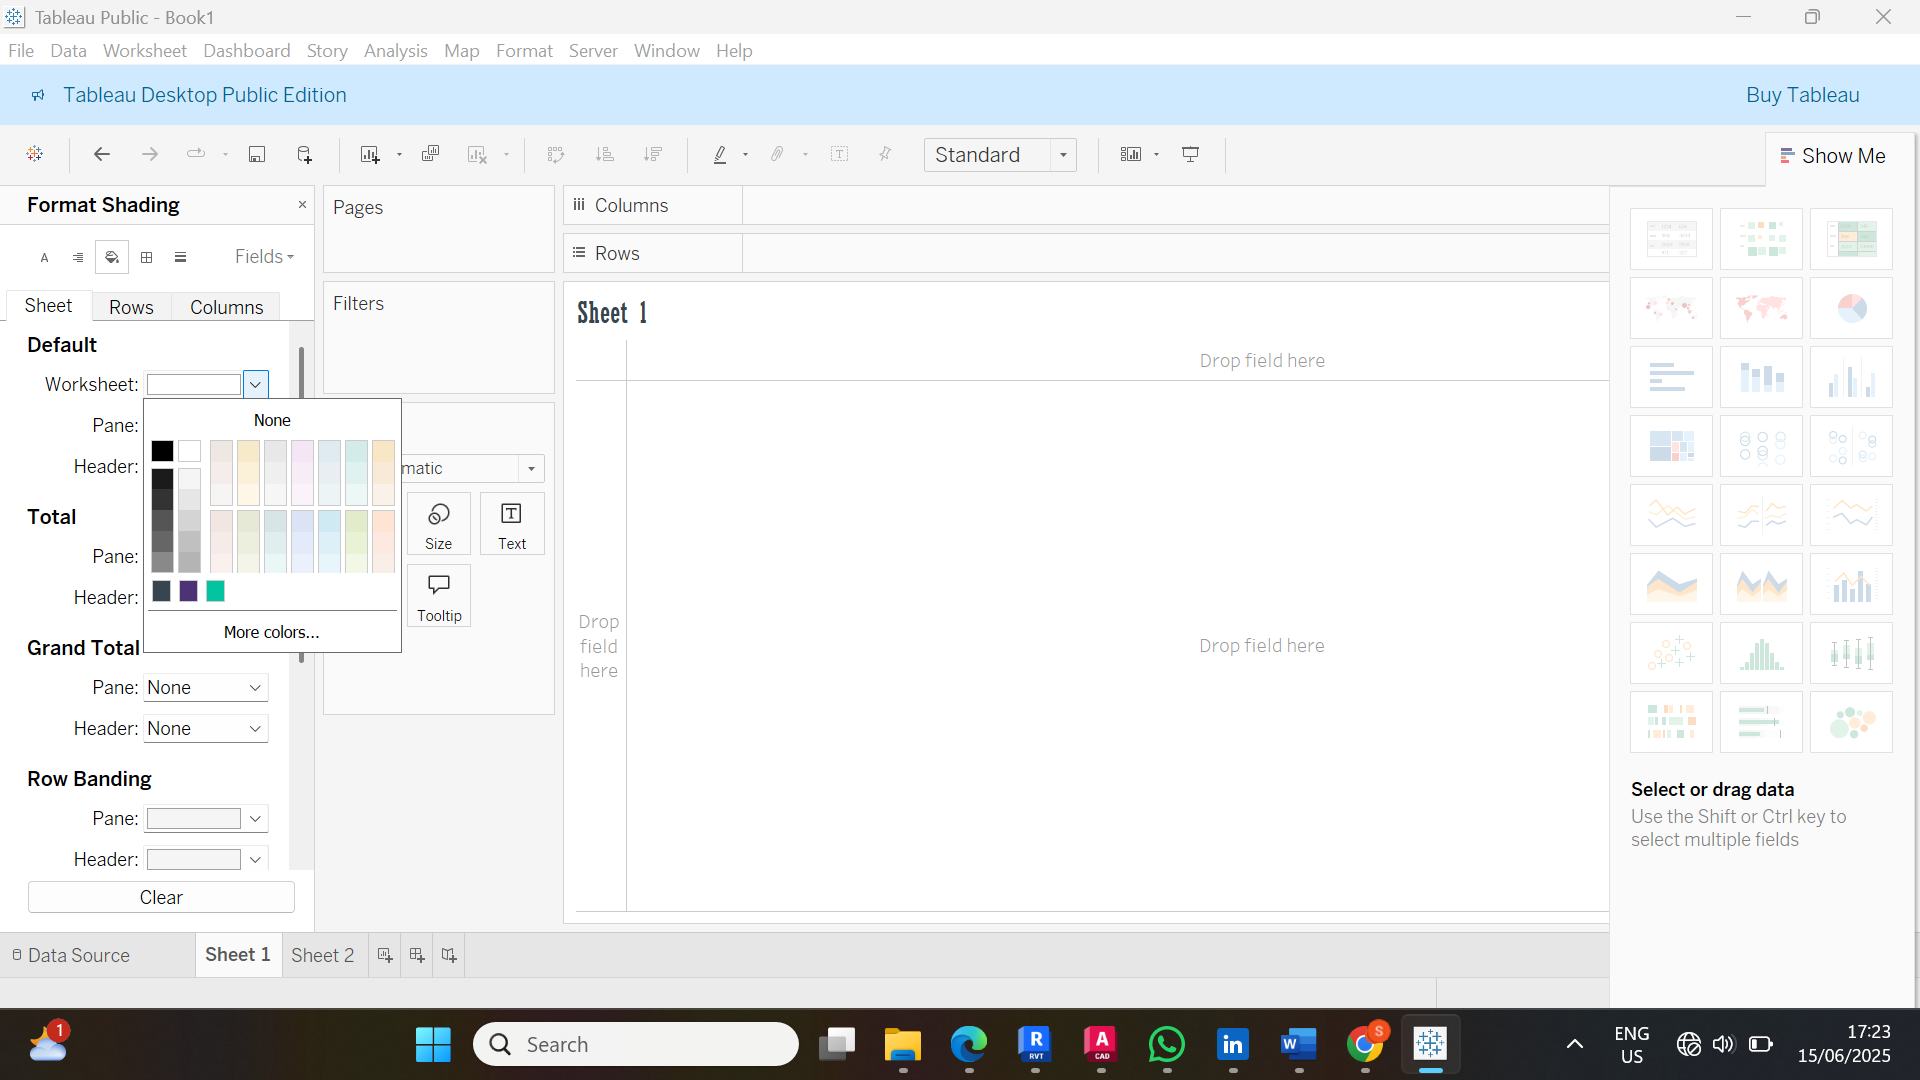 Tableau Public - Book1
File Data Worksheet Dashboard Story Analysis Map Format Server Window Help
Tableau Desktop Public Edition
Buy Tableau
Standard
Show Me
Format Shading
Fields
Sheet Rows Columns
Default
Worksheet:
Pane:
Header:
None
More colors...
Total
Pane:
Header:
Grand Total
Pane: None
Header: None
Row Banding
Pane:
Header:
Clear
Pages
Filters
matic
Size
Text
Tooltip
Columns
Rows
Sheet 1
Drop field here
Drop
field
here
Drop field here
Select or drag data
Use the Shift or Ctrl key to
select multiple fields
Data Source
Sheet 1
Sheet 2
1
Search
R
RVT
A
CAD
in
W
S
ENG
US
17:23
15/06/2025